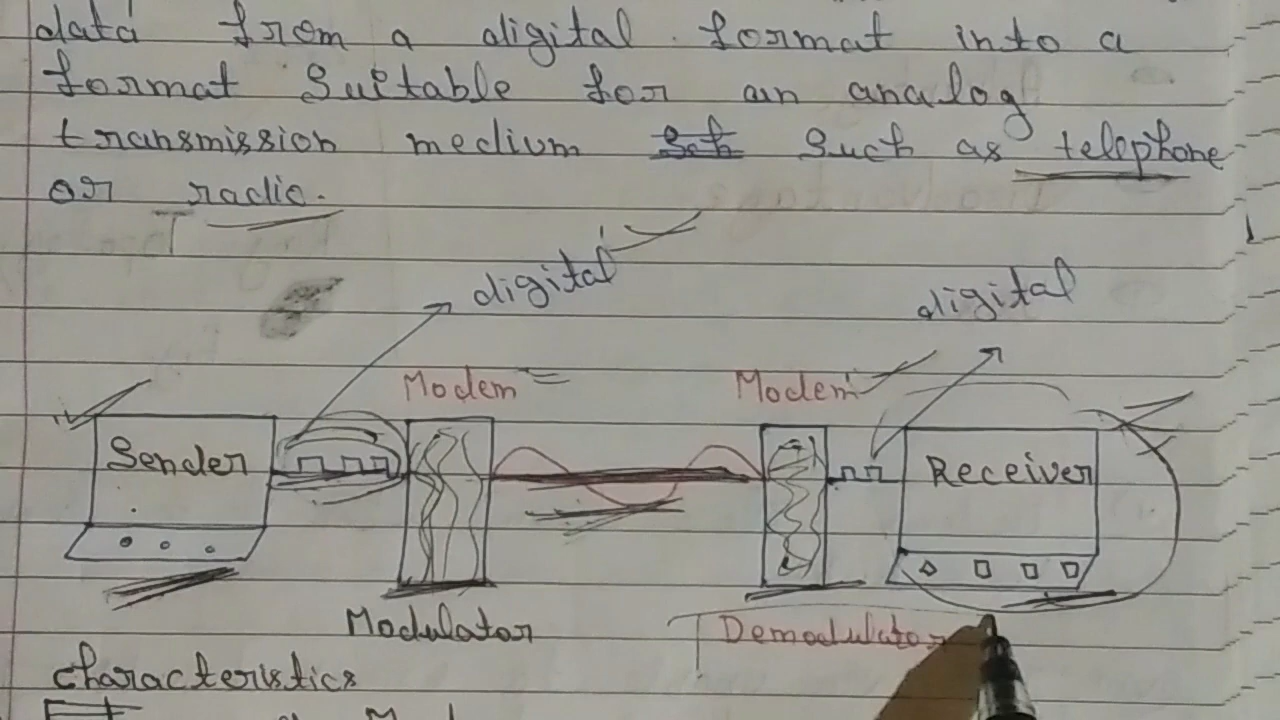 data from a digital format into a
format Suitable for an analog
transmission medium such as telephone
or radio.
digital
digital
Modem
Modem
Sender
Receiver
Modulator
Demodulator
characteristics